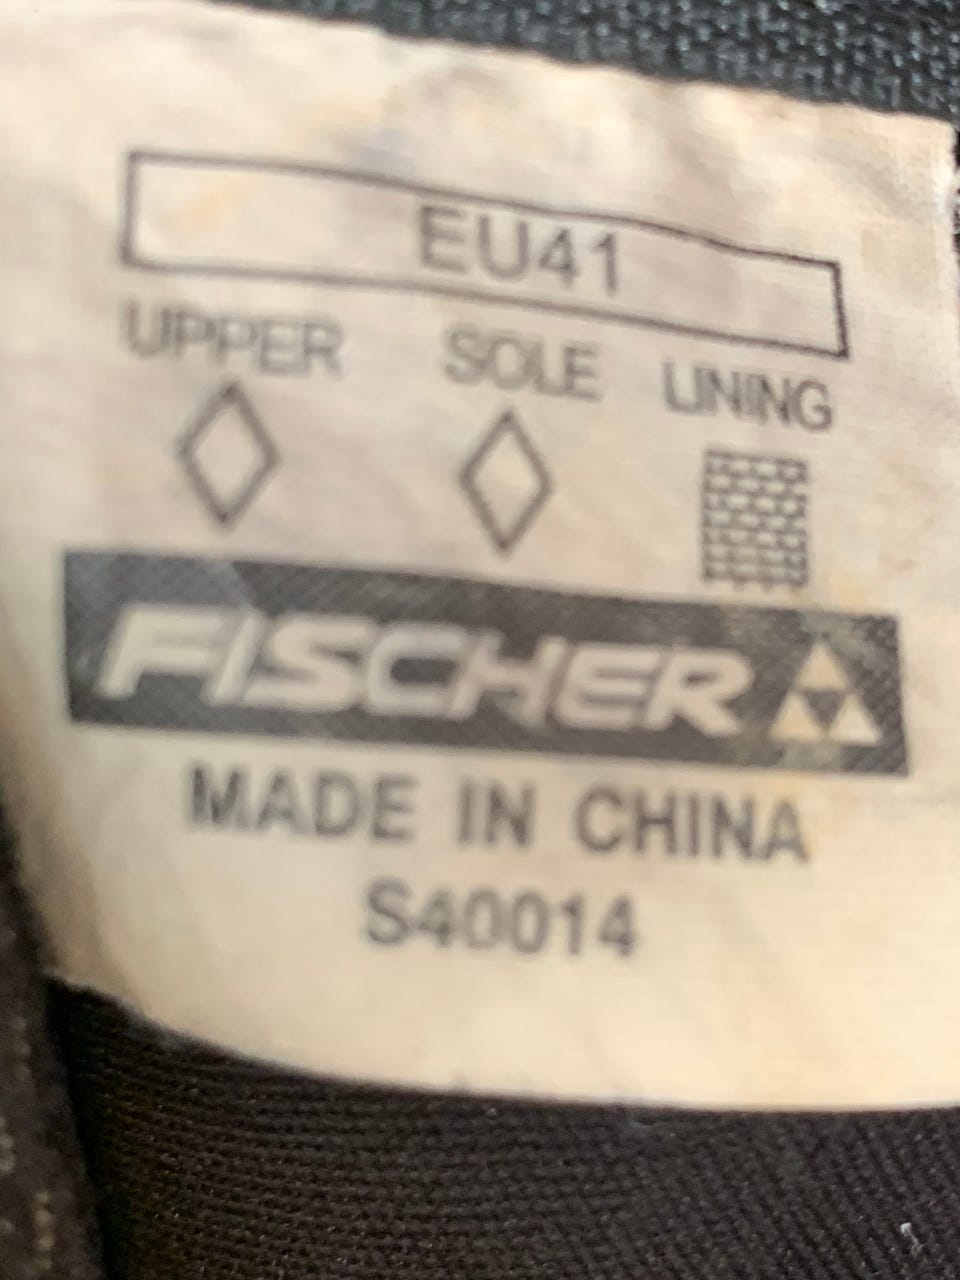 EU41
UPPER SOLE LINING
FISCHER
MADE IN CHINA
S40014